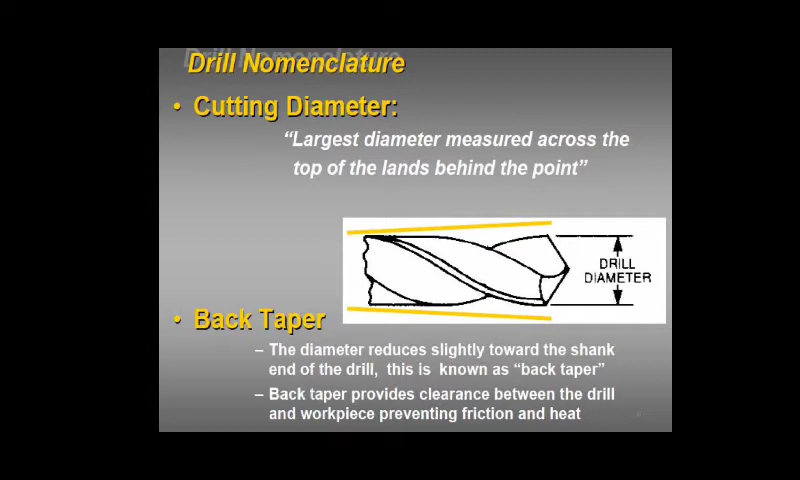 Drill Nomenclature
• Cutting Diameter:
“Largest diameter measured across the
top of the lands behind the point”
DRILL
DIAMETER
• Back Taper
– The diameter reduces slightly toward the shank
end of the drill, this is known as “back taper”
– Back taper provides clearance between the drill
and workpiece preventing friction and heat